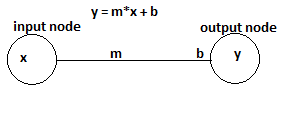 y = m*x + b
input node
output node
x
m
b
y